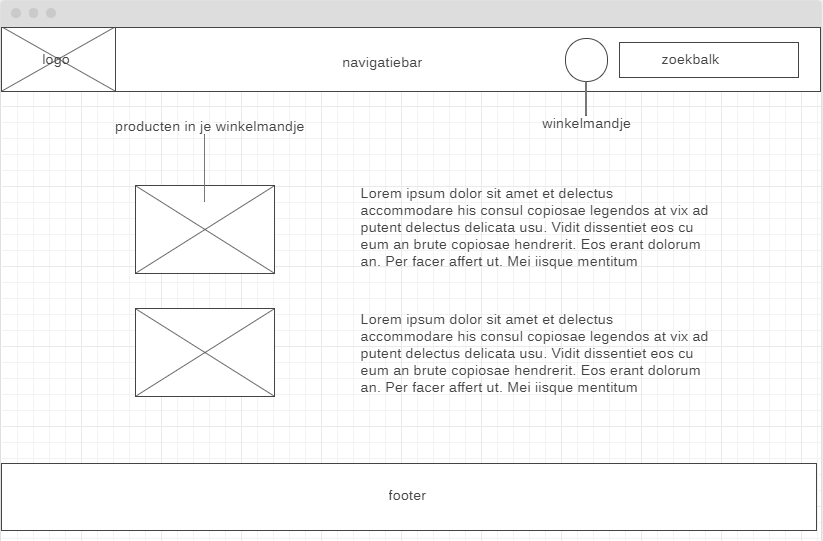 logo
navigatiebar
zoekbalk
winkelmandje
producten in je winkelmandje
Lorem ipsum dolor sit amet et delectus
accommodare his consul copiosae legendos at vix ad
putent delectus delicata usu. Vidit dissentiet eos cu
eum an brute copiosae hendrerit. Eos erant dolorum
an. Per facer affert ut. Mei iisque mentitum
Lorem ipsum dolor sit amet et delectus
accommodare his consul copiosae legendos at vix ad
putent delectus delicata usu. Vidit dissentiet eos cu
eum an brute copiosae hendrerit. Eos erant dolorum
an. Per facer affert ut. Mei iisque mentitum
footer